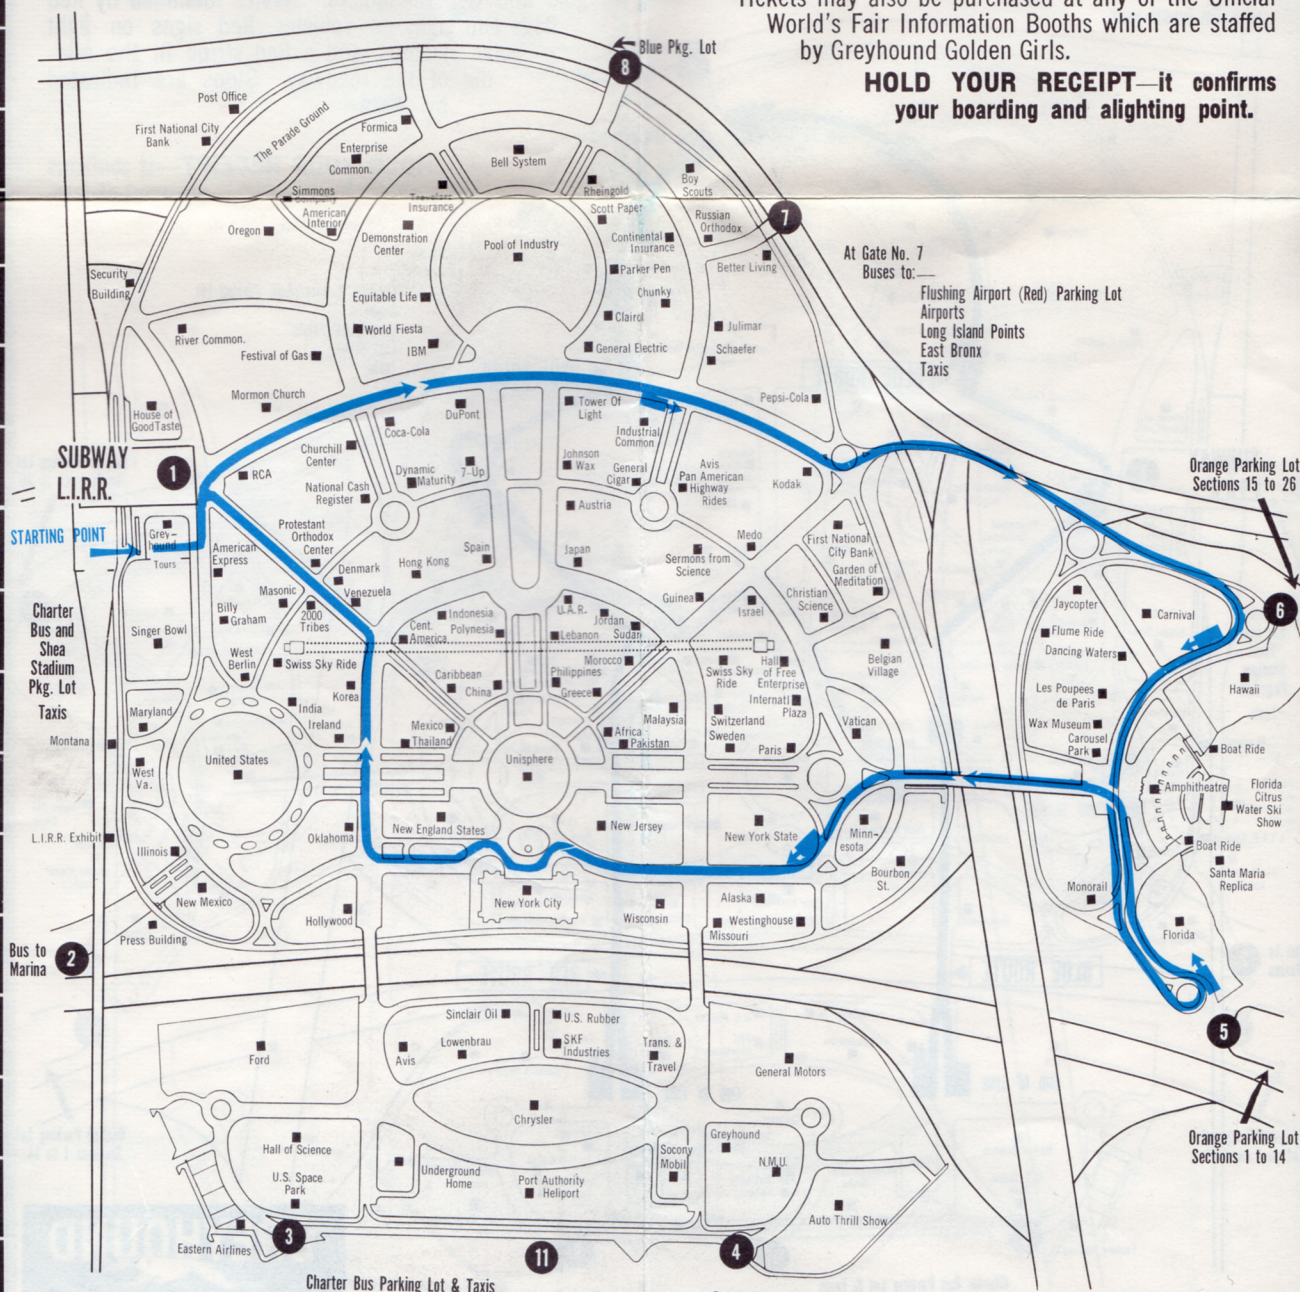 Tickets may also be purchased at any of the Official
World's Fair Information Booths which are staffed
by Greyhound Golden Girls.
HOLD YOUR RECEIPT—it confirms
your boarding and alighting point.
Blue Pkg. Lot
8
Post Office
First National City
Bank
The Parade Ground
Formica
Enterprise
Common.
Bell System
Simmons
Company
American
Interior
Travelers
Insurance
Rheingold
Boy
Scouts
Scott Paper
Russian
Orthodox
7
Oregon
Demonstration
Center
Pool of Industry
Continental
Insurance
Better Living
Parker Pen
At Gate No. 7
Buses to:
Flushing Airport (Red) Parking Lot
Airports
Long Island Points
East Bronx
Taxis
Security
Building
Equitable Life
Chunky
Clairol
River Common.
World Fiesta
Julimar
Festival of Gas
IBM
General Electric
Schaefer
Mormon Church
Pepsi-Cola
House of
Good Taste
DuPont
Tower Of
Light
Coca-Cola
Industrial
Common
SUBWAY
L.I.R.R.
1
Churchill
Center
RCA
Dynamic
Maturity
7-Up
Johnson
Wax
General
Cigar
Avis
Pan American
Highway
Rides
Kodak
Orange Parking Lot
Sections 15 to 26
National Cash
Register
Austria
STARTING POINT
Grey-
hound
Tours
American
Express
Protestant
Orthodox
Center
Spain
Japan
Medo
First National
City Bank
Hong Kong
Sermons from
Science
Garden of
Meditation
Denmark
Masonic
Venezuela
Charter
Bus and
Shea
Stadium
Pkg. Lot
Taxis
Billy
Graham
2000
Tribes
Indonesia
U.A.R.
Guinea
Israel
Christian
Science
Jaycopter
Carnival
6
Singer Bowl
Cent.
America
Polynesia
Lebanon
Jordan
Sudan
Flume Ride
Dancing Waters
West
Berlin
Swiss Sky Ride
Caribbean
China
Philippines
Morocco
Greece
Swiss Sky
Ride
Hall
of Free
Enterprise
Belgian
Village
Korea
Internatl
Plaza
Les Poupees
de Paris
Hawaii
Maryland
India
Ireland
Mexico
Thailand
Malaysia
Africa
Pakistan
Switzerland
Sweden
Paris
Vatican
Wax Museum
Carousel
Park
Boat Ride
Montana
United States
Unisphere
West
Va.
Amphitheatre
Florida
Citrus
Water Ski
Show
L.I.R.R. Exhibit
Oklahoma
New England States
New Jersey
New York State
Minn-
esota
Boat Ride
Illinois
Bourbon
St.
Santa Maria
Replica
New Mexico
Hollywood
New York City
Wisconsin
Alaska
Westinghouse
Missouri
Monorail
Press Building
Florida
Bus to
Marina
2
Sinclair Oil
U.S. Rubber
5
Ford
Avis
Lowenbrau
SKF
Industries
Trans. &
Travel
General Motors
Chrysler
Hall of Science
Greyhound
Orange Parking Lot
Sections 1 to 14
Underground
Home
Socony
Mobil
N.M.U.
U.S. Space
Park
Port Authority
Heliport
Auto Thrill Show
Eastern Airlines
3
11
4
Charter Bus Parking Lot & Taxis